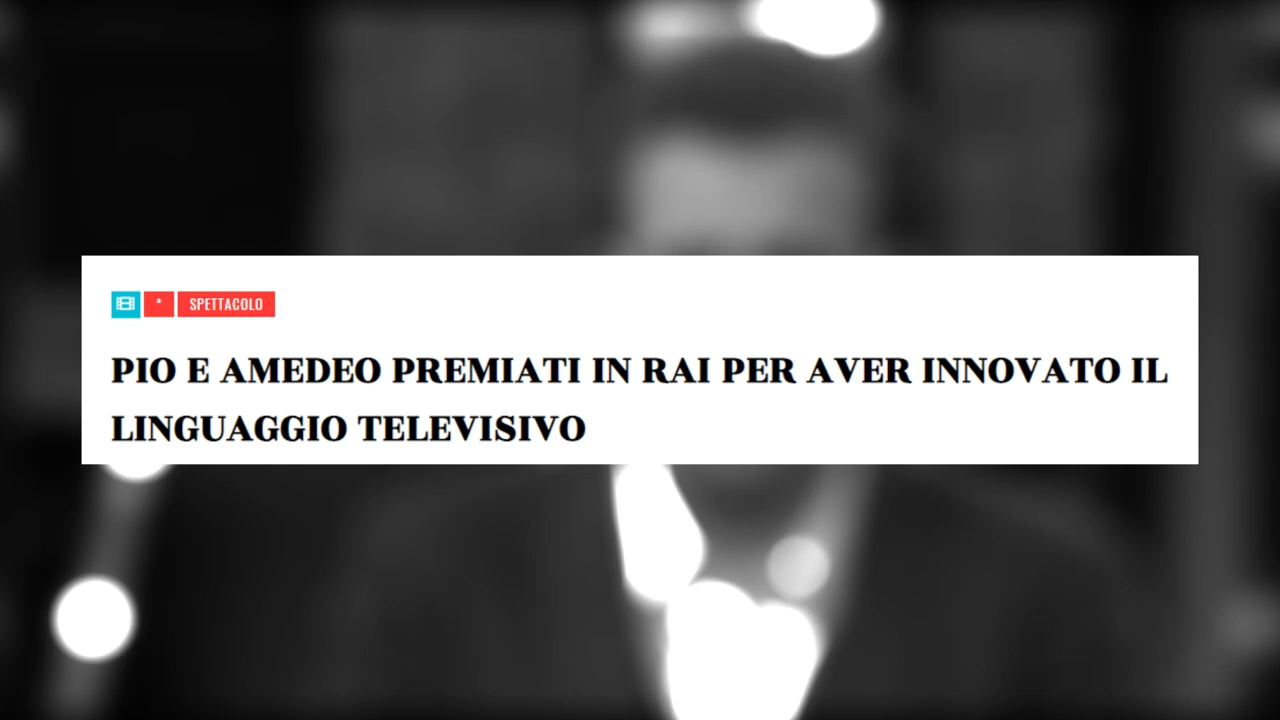 * SPETTACOLO
PIO E AMEDEO PREMIATI IN RAI PER AVER INNOVATO IL
LINGUAGGIO TELEVISIVO